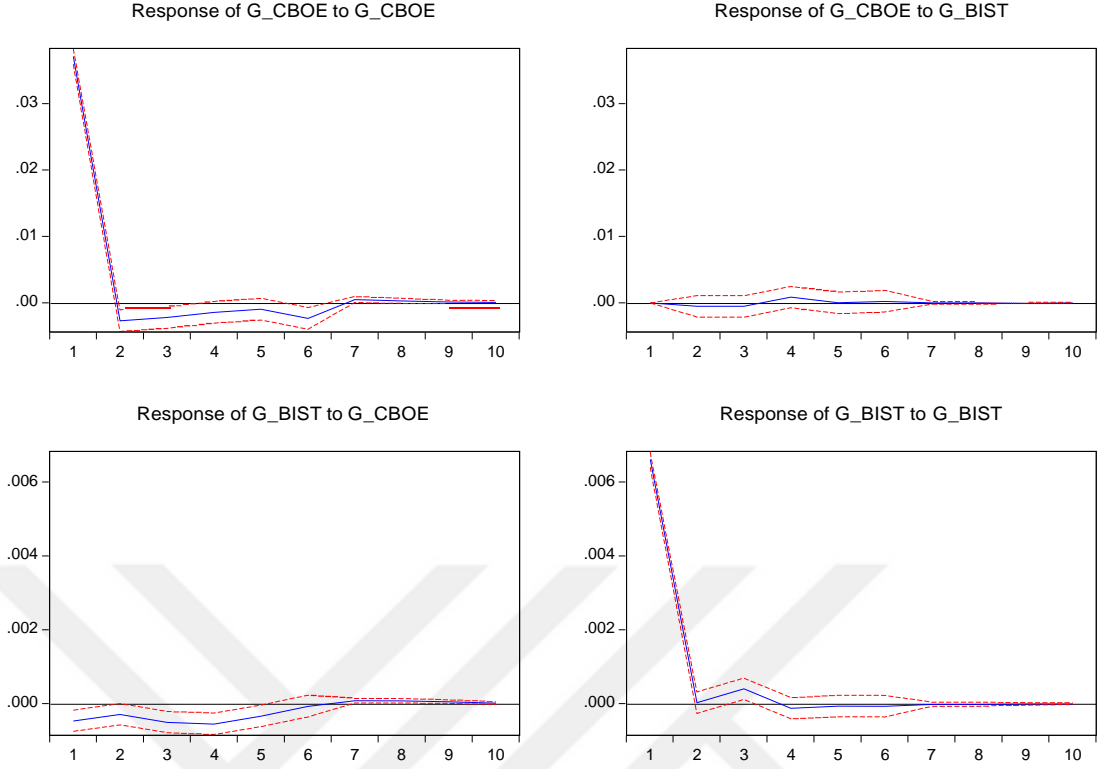 Response of G_CBOE to G_CBOE
.03
.02
.01
.00
1 2 3 4 5 6 7 8 9 10
Response of G_CBOE to G_BIST
.03
.02
.01
.00
1 2 3 4 5 6 7 8 9 10
Response of G_BIST to G_CBOE
.006
.004
.002
.000
1 2 3 4 5 6 7 8 9 10
Response of G_BIST to G_BIST
.006
.004
.002
.000
1 2 3 4 5 6 7 8 9 10